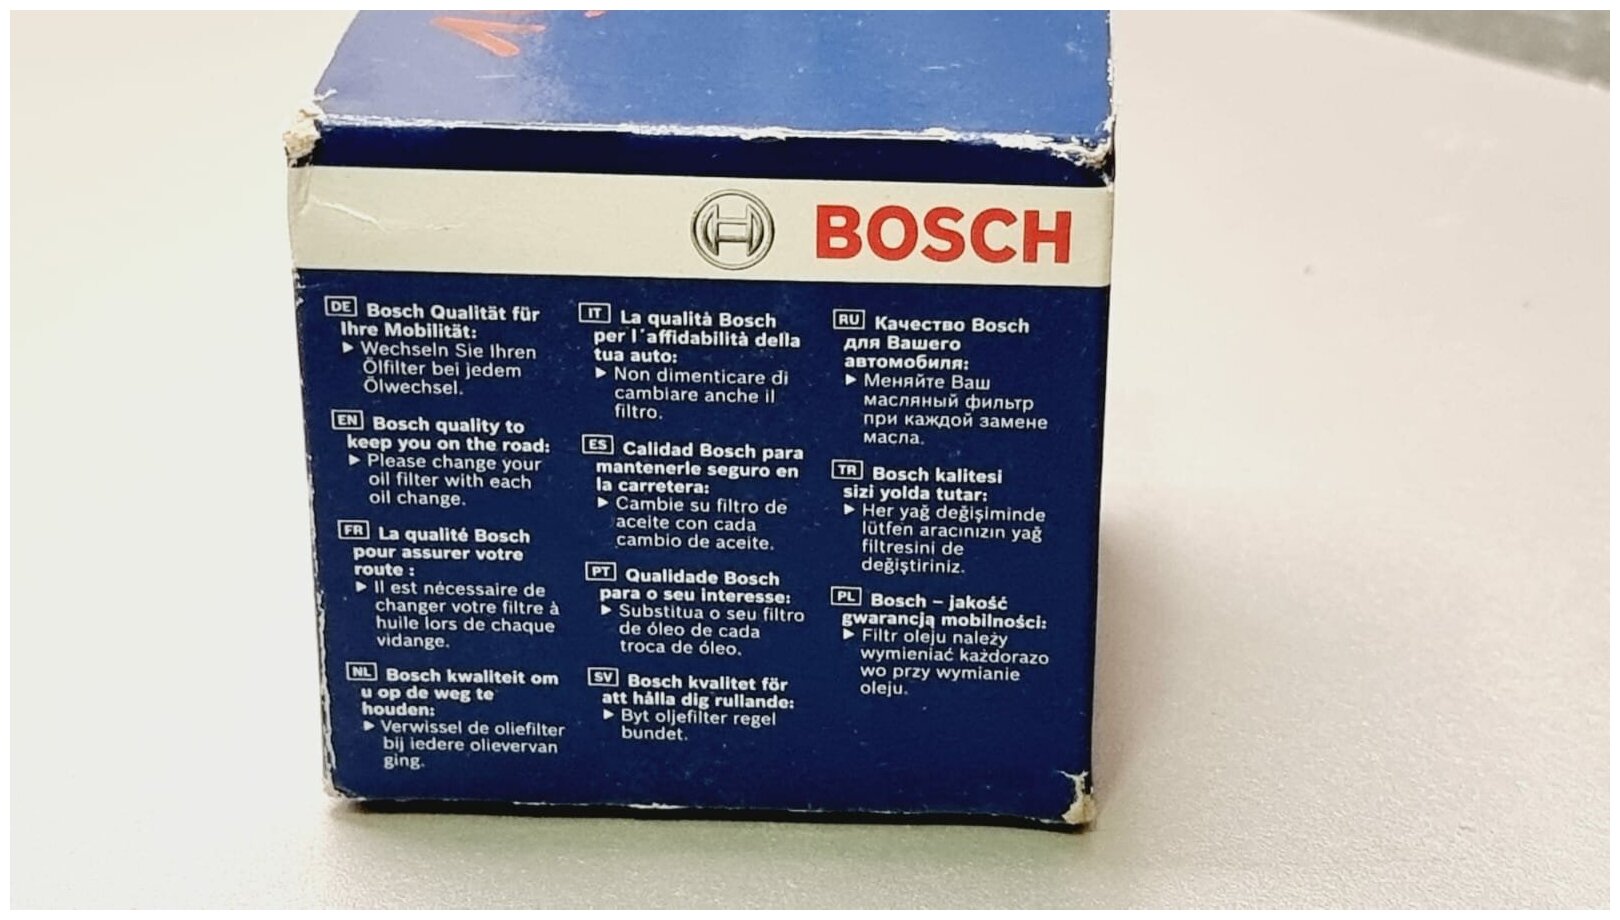 BOSCH
DE Bosch Qualität für
Ihre Mobilität:
► Wechseln Sie Ihren
Ölfilter bei jedem
Ölwechsel.
EN Bosch quality to
keep you on the road:
► Please change your
oil filter with each
oil change.
FR La qualité Bosch
pour assurer votre
route :
► Il est nécessaire de
changer votre filtre à
huile lors de chaque
vidange.
NL Bosch kwaliteit om
u op de weg te
houden:
► Verwissel de oliefilter
bij iedere olievervan
ging.
IT La qualità Bosch
per l´affidabilità della
tua auto:
► Non dimenticare di
cambiare anche il
filtro.
ES Calidad Bosch para
mantenerle seguro en
la carretera:
► Cambie su filtro de
aceite con cada
cambio de aceite.
PT Qualidade Bosch
para o seu interesse:
► Substitua o seu filtro
de óleo de cada
troca de óleo.
SV Bosch kvalitet för
att hålla dig rullande:
► Byt oljefilter regel
bundet.
RU Качество Bosch
для Вашего
автомобиля:
► Меняйте Ваш
масляный фильтр
при каждой замене
масла.
TR Bosch kalitesi
sizi yolda tutar:
► Her yağ değişiminde
lütfen aracınızın yağ
filtresini de
değiştiriniz.
PL Bosch – jakość
gwarancją mobilności:
► Filtr oleju należy
wymieniać każdorazo
wo przy wymianie
oleju.